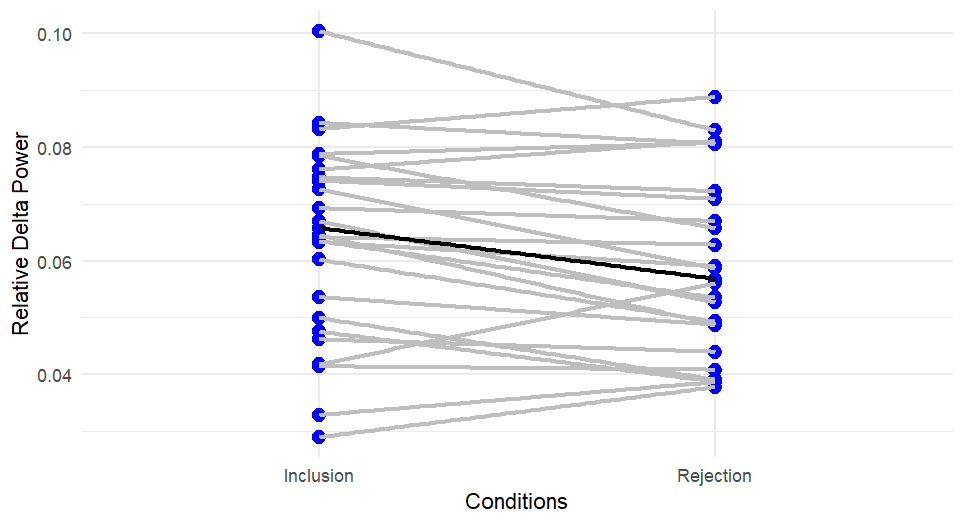 0.10
0.08
0.06
0.04
Relative Delta Power
Inclusion
Rejection
Conditions